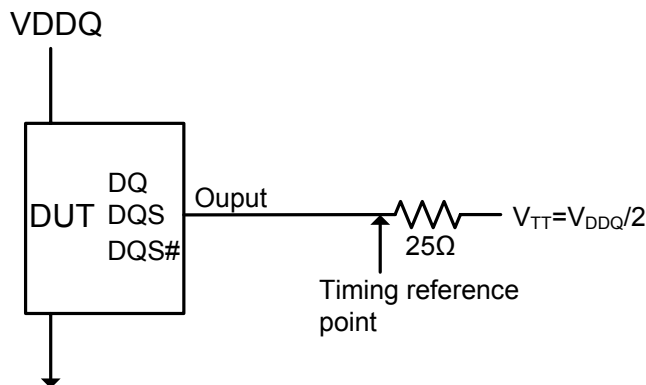 VDDQ
DUT
DQ
DQS
DQS#
Ouput
25Ω
V_TT=V_DDQ/2
Timing reference
point